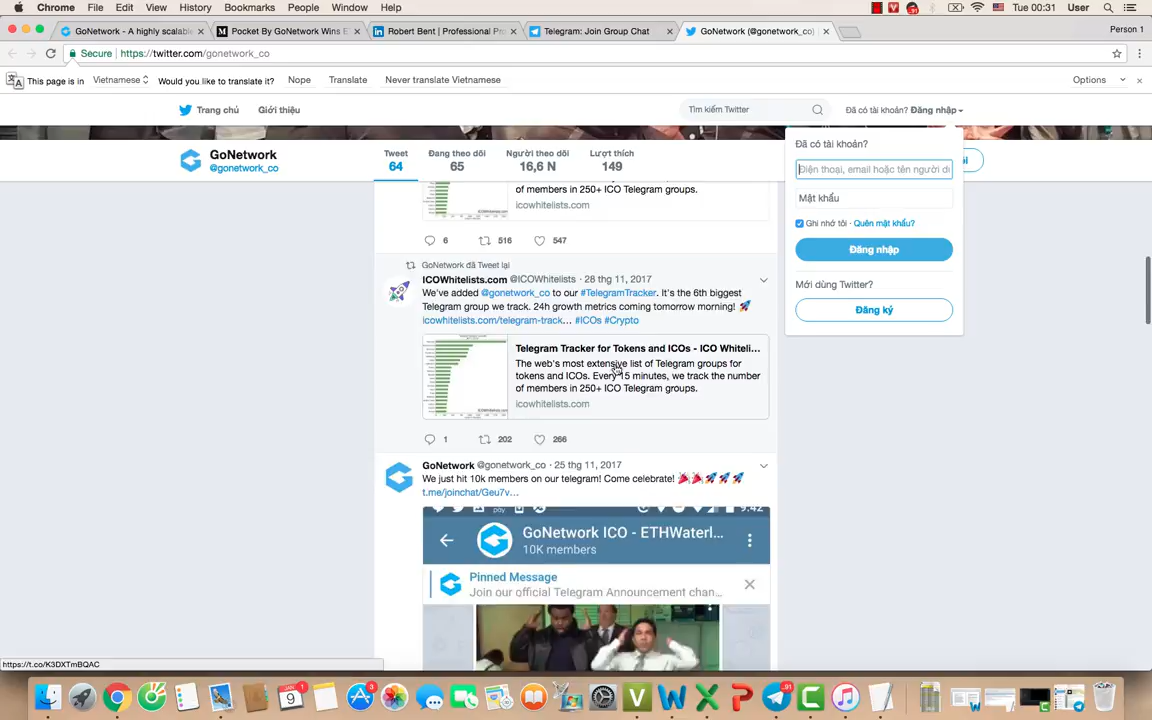 Chrome File Edit View History Bookmarks People Window Help
91
Tue 00:31 User
GoNetwork - A highly scalable
Pocket By GoNetwork Wins E
Robert Bent | Professional Pr
Telegram: Join Group Chat
GoNetwork (@gonetwork_co)
Person 1
Secure https://twitter.com/gonetwork_co
This page is in Vietnamese Would you like to translate it? Nope Translate Never translate Vietnamese Options
Trang chủ Giới thiệu Tìm kiếm Twitter Đã có tài khoản? Đăng nhập
GoNetwork
@gonetwork_co
Tweet 64
Đang theo dõi 65
Người theo dõi 16,6 N
Lượt thích 149
Đã có tài khoản?
Điện thoại, email hoặc tên người di
Mật khẩu
Ghi nhớ tôi · Quên mật khẩu?
Đăng nhập
Mới dùng Twitter?
Đăng ký
of members in 250+ ICO Telegram groups.
icowhitelists.com
6 516 547
GoNetwork đã Tweet lại
ICOWhitelists.com @ICOWhitelists · 28 thg 11, 2017
We've added @gonetwork_co to our #TelegramTracker. It's the 6th biggest
Telegram group we track. 24h growth metrics coming tomorrow morning! 🚀
icowhitelists.com/telegram-track... #ICOs #Crypto
Telegram Tracker for Tokens and ICOs - ICO Whiteli...
The web's most extensive list of Telegram groups for
tokens and ICOs. Every 15 minutes, we track the number
of members in 250+ ICO Telegram groups.
icowhitelists.com
1 202 266
GoNetwork @gonetwork_co · 25 thg 11, 2017
We just hit 10k members on our telegram! Come celebrate! 🎉🎉🚀🚀🚀
t.me/joinchat/Geu7v...
9:42
GoNetwork ICO - ETHWaterl...
10K members
Pinned Message
Join our official Telegram Announcement chan...
https://t.co/K3DXTmBQAC